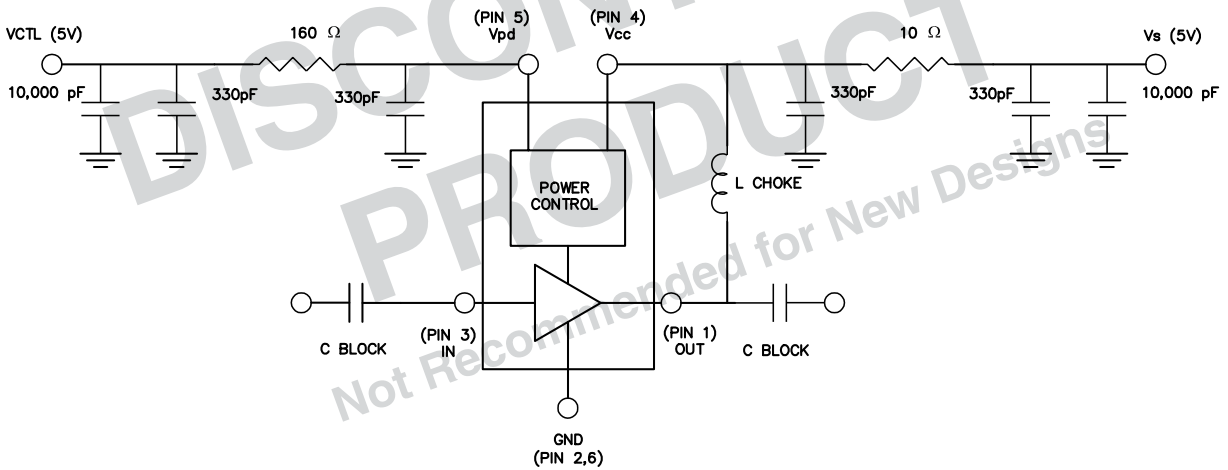 VCTL (5V)
160 Ω
(PIN 5)
Vpd
(PIN 4)
Vcc
10 Ω
Vs (5V)
10,000 pF
330pF
330pF
330pF
330pF
10,000 pF
POWER
CONTROL
L CHOKE
C BLOCK
(PIN 3)
IN
(PIN 1)
OUT
C BLOCK
GND
(PIN 2,6)
PRODUCT
Not Recommended for New Designs